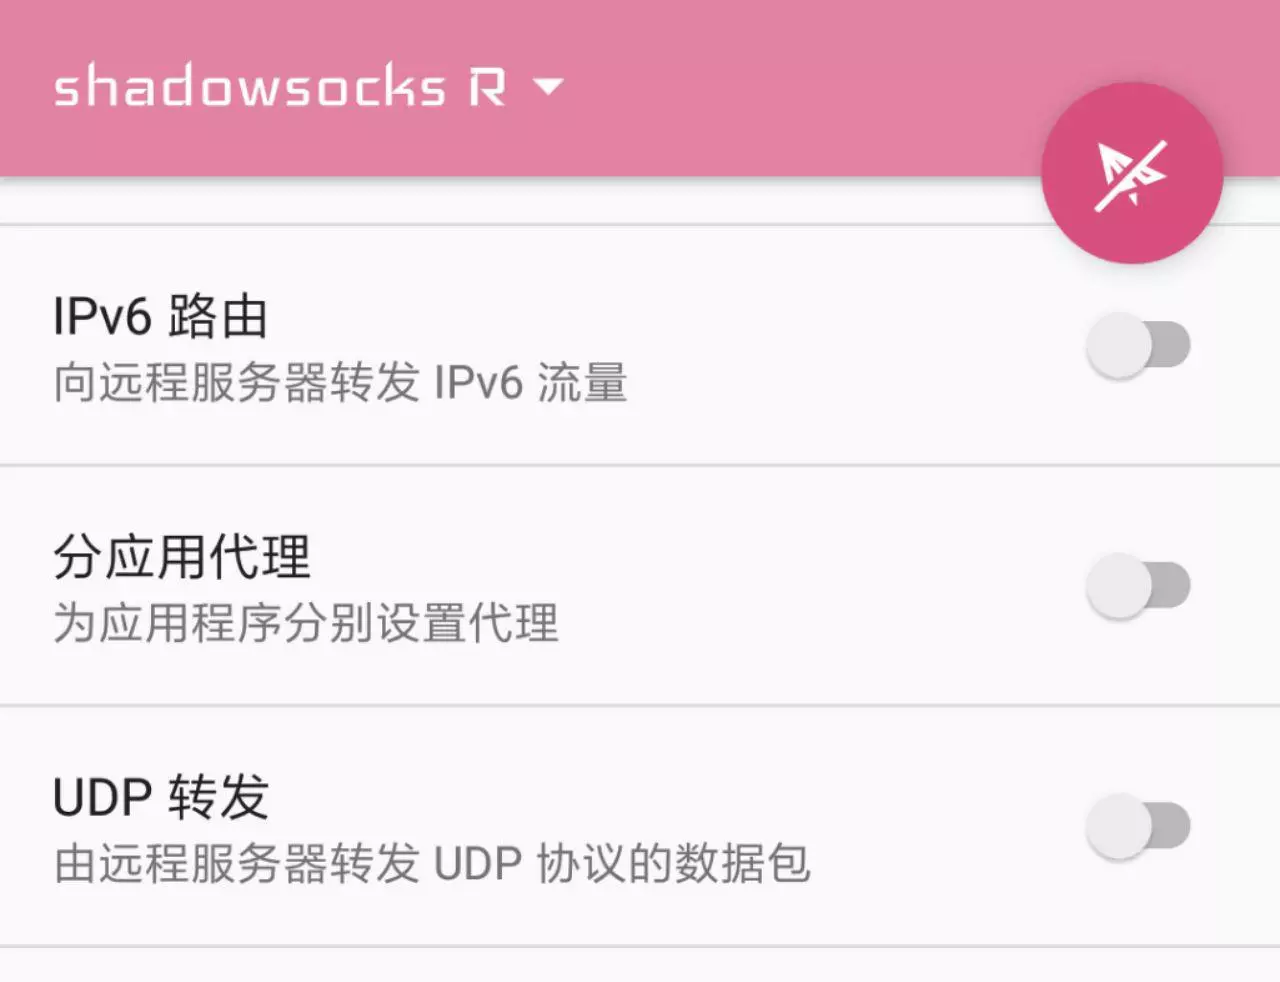 shadowsocks R
IPv6 路由
向远程服务器转发 IPv6 流量
分应用代理
为应用程序分别设置代理
UDP 转发
由远程服务器转发 UDP 协议的数据包